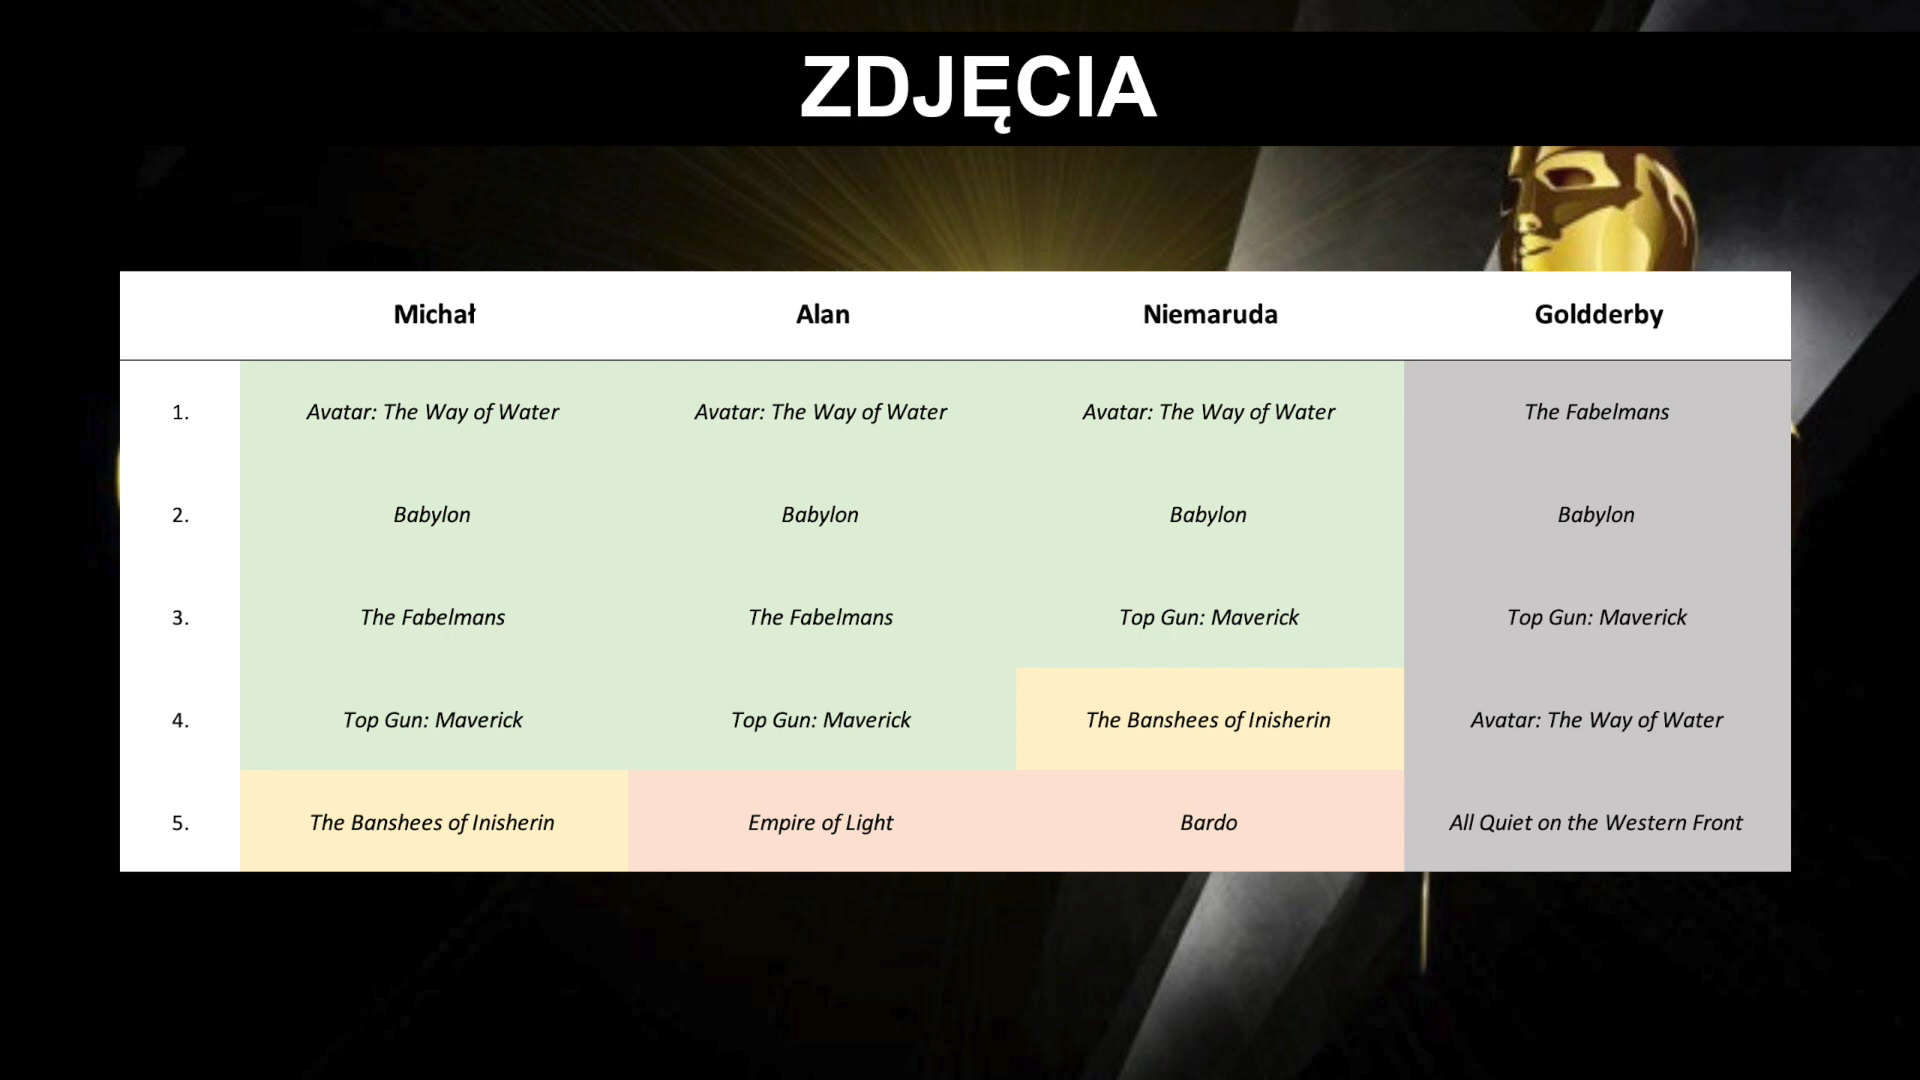 ZDJĘCIA
Michał Alan Niemaruda Goldderby
1. Avatar: The Way of Water Avatar: The Way of Water Avatar: The Way of Water The Fabelmans
2. Babylon Babylon Babylon Babylon
3. The Fabelmans The Fabelmans Top Gun: Maverick Top Gun: Maverick
4. Top Gun: Maverick Top Gun: Maverick The Banshees of Inisherin Avatar: The Way of Water
5. The Banshees of Inisherin Empire of Light Bardo All Quiet on the Western Front